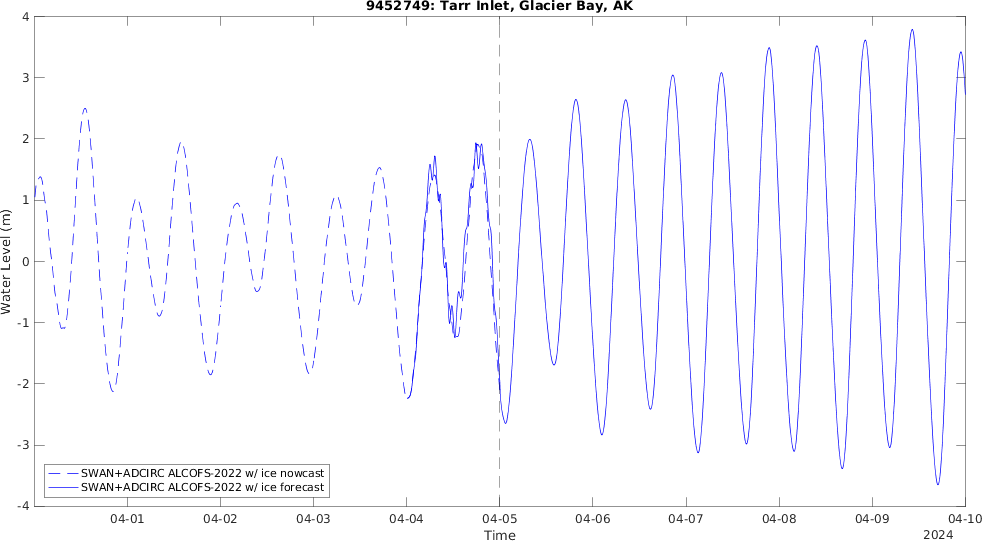 9452749: Tarr Inlet, Glacier Bay, AK
Water Level (m)
4
3
2
1
0
-1
-2
-3
-4
SWAN+ADCIRC ALCOFS-2022 w/ ice nowcast
SWAN+ADCIRC ALCOFS-2022 w/ ice forecast
04-01 04-02 04-03 04-04 04-05 04-06 04-07 04-08 04-09 04-10
Time
2024